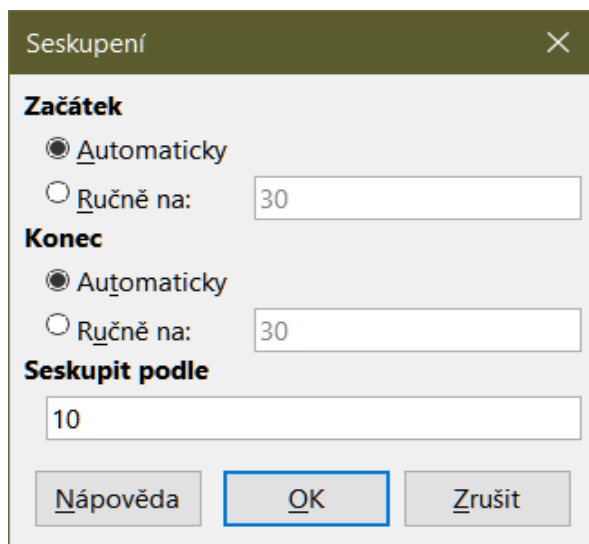 Seskupení
Začátek
Automaticky
Ručně na: 30
Konec
Automaticky
Ručně na: 30
Seskupit podle
10
Nápověda OK Zrušit